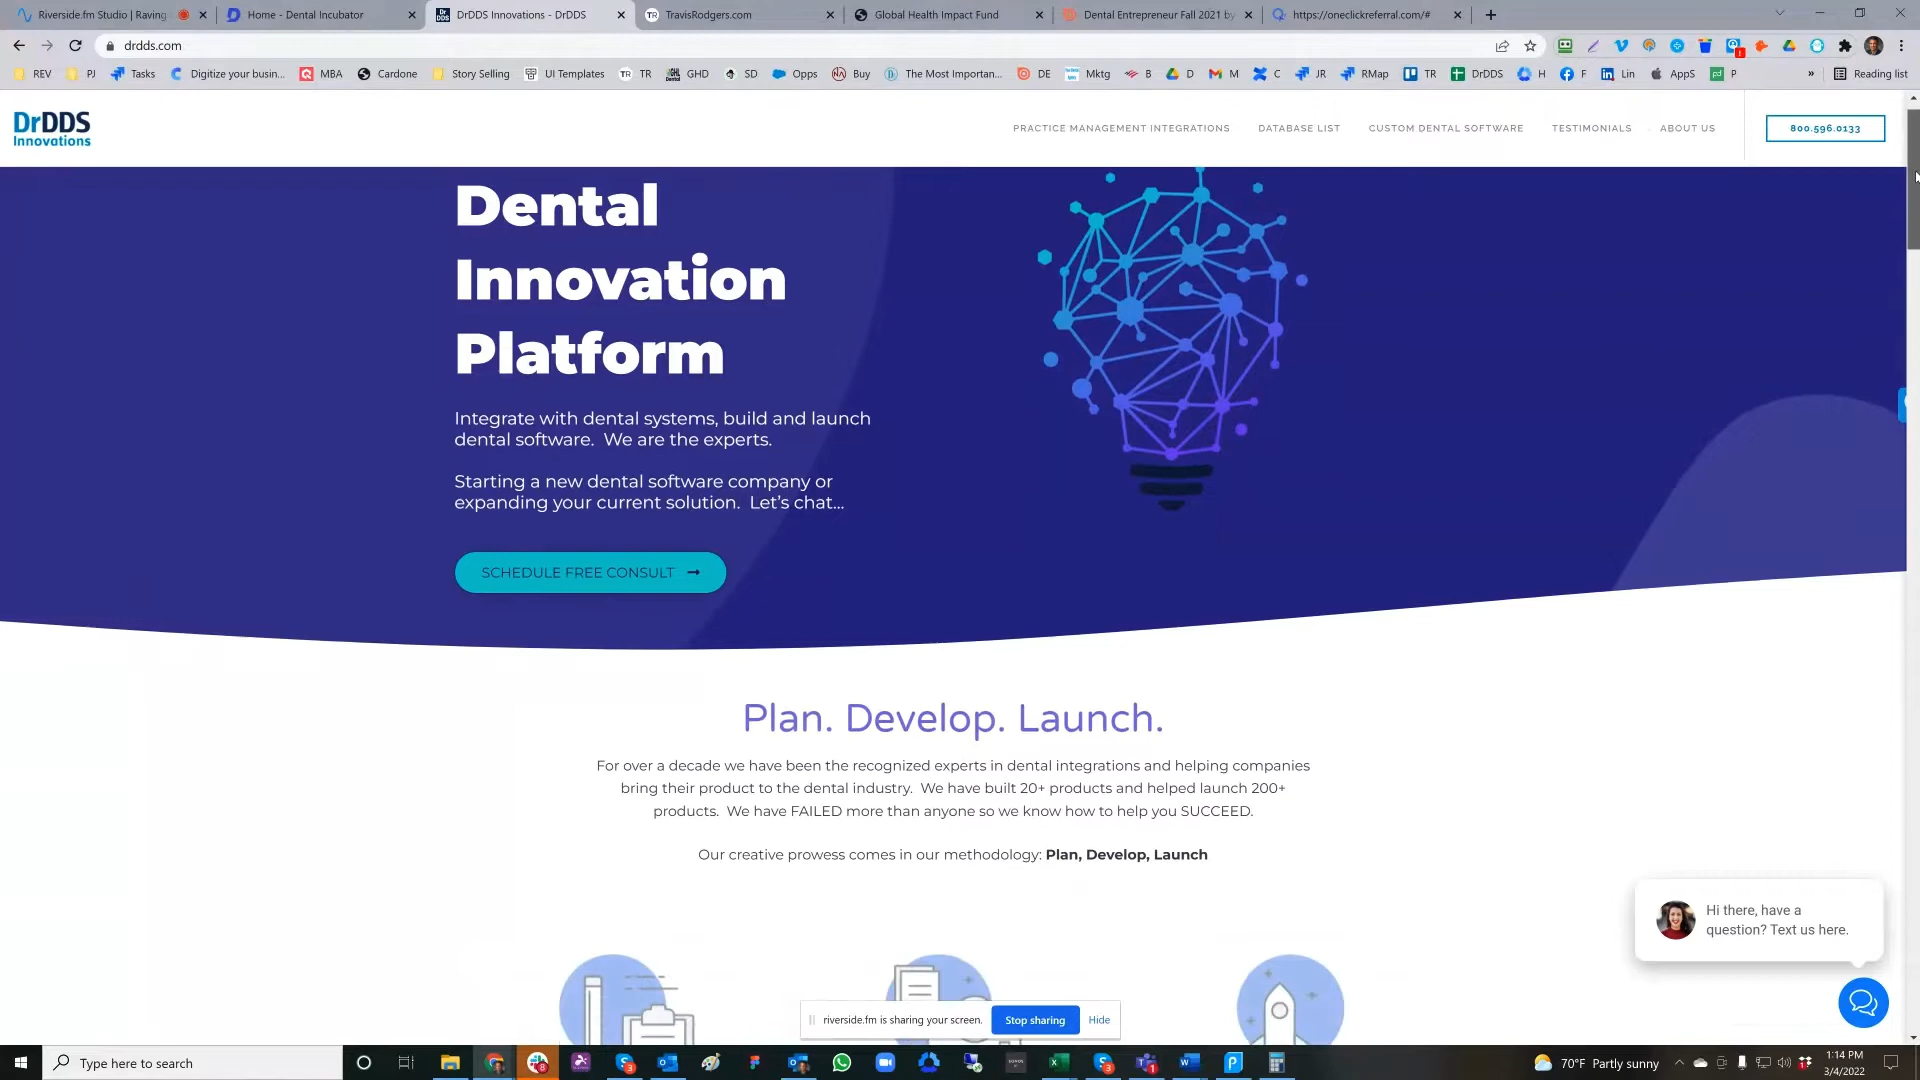 Riverside.fm Studio | Raving
Home - Dental Incubator
DrDDS Innovations - DrDDS
TR TravisRodgers.com
Global Health Impact Fund
Dental Entrepreneur Fall 2021 by
https://oneclickreferral.com/#
drdds.com
REV PJ Tasks Digitize your busin... MBA Cardone Story Selling UI Templates TR TR GHD SD Opps Buy The Most Importan... DE Mktg B D M C JR RMap TR DrDDS H F Lin AppS P » Reading list
DrDDS
Innovations
PRACTICE MANAGEMENT INTEGRATIONS DATABASE LIST CUSTOM DENTAL SOFTWARE TESTIMONIALS ABOUT US
800.596.0133
Dental
Innovation
Platform
Integrate with dental systems, build and launch
dental software. We are the experts.
Starting a new dental software company or
expanding your current solution. Let's chat...
SCHEDULE FREE CONSULT
Plan. Develop. Launch.
For over a decade we have been the recognized experts in dental integrations and helping companies
bring their product to the dental industry. We have built 20+ products and helped launch 200+
products. We have FAILED more than anyone so we know how to help you SUCCEED.
Our creative prowess comes in our methodology: Plan, Develop, Launch
Hi there, have a
question? Text us here.
riverside.fm is sharing your screen. Stop sharing Hide
Type here to search
70°F Partly sunny
1:14 PM
3/4/2022